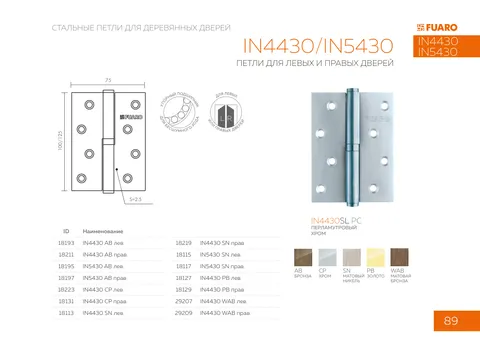 СТАЛЬНЫЕ ПЕТЛИ ДЛЯ ДЕРЕВЯННЫХ ДВЕРЕЙ
FUARO
IN4430/IN5430
ПЕТЛИ ДЛЯ ЛЕВЫХ И ПРАВЫХ ДВЕРЕЙ
IN4430
IN5430
75
FUARO
100/125
S=2.5
L R
IN4430SL PC
ПЕРЛАМУТРОВЫЙ
ХРОМ
AB
БРОНЗА
CP
ХРОМ
SN
МАТОВЫЙ
НИКЕЛЬ
PB
ЗОЛОТО
WAB
МАТОВАЯ
БРОНЗА
ID Наименование
18193 IN4430 AB лев
18211 IN4430 AB прав
18195 IN5430 AB лев
18197 IN5430 AB прав
18223 IN4430 CP лев
18131 IN4430 CP прав
18113 IN4430 SN лев
18219 IN4430 SN прав
18115 IN5430 SN лев
18117 IN5430 SN прав
18127 IN4430 PB лев
18129 IN4430 PB прав
29207 IN4430 WAB лев
29209 IN4430 WAB прав
89